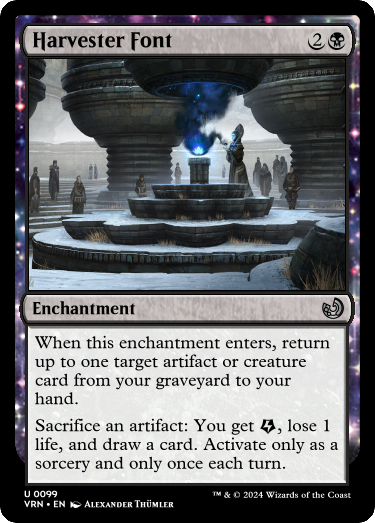 Harvester Font 2
Enchantment
When this enchantment enters, return
up to one target artifact or creature
card from your graveyard to your
hand.
Sacrifice an artifact: You get , lose 1
life, and draw a card. Activate only as a
sorcery and only once each turn.
U 0099
VRN • EN Alexander Thümler
™ & © 2024 Wizards of the Coast